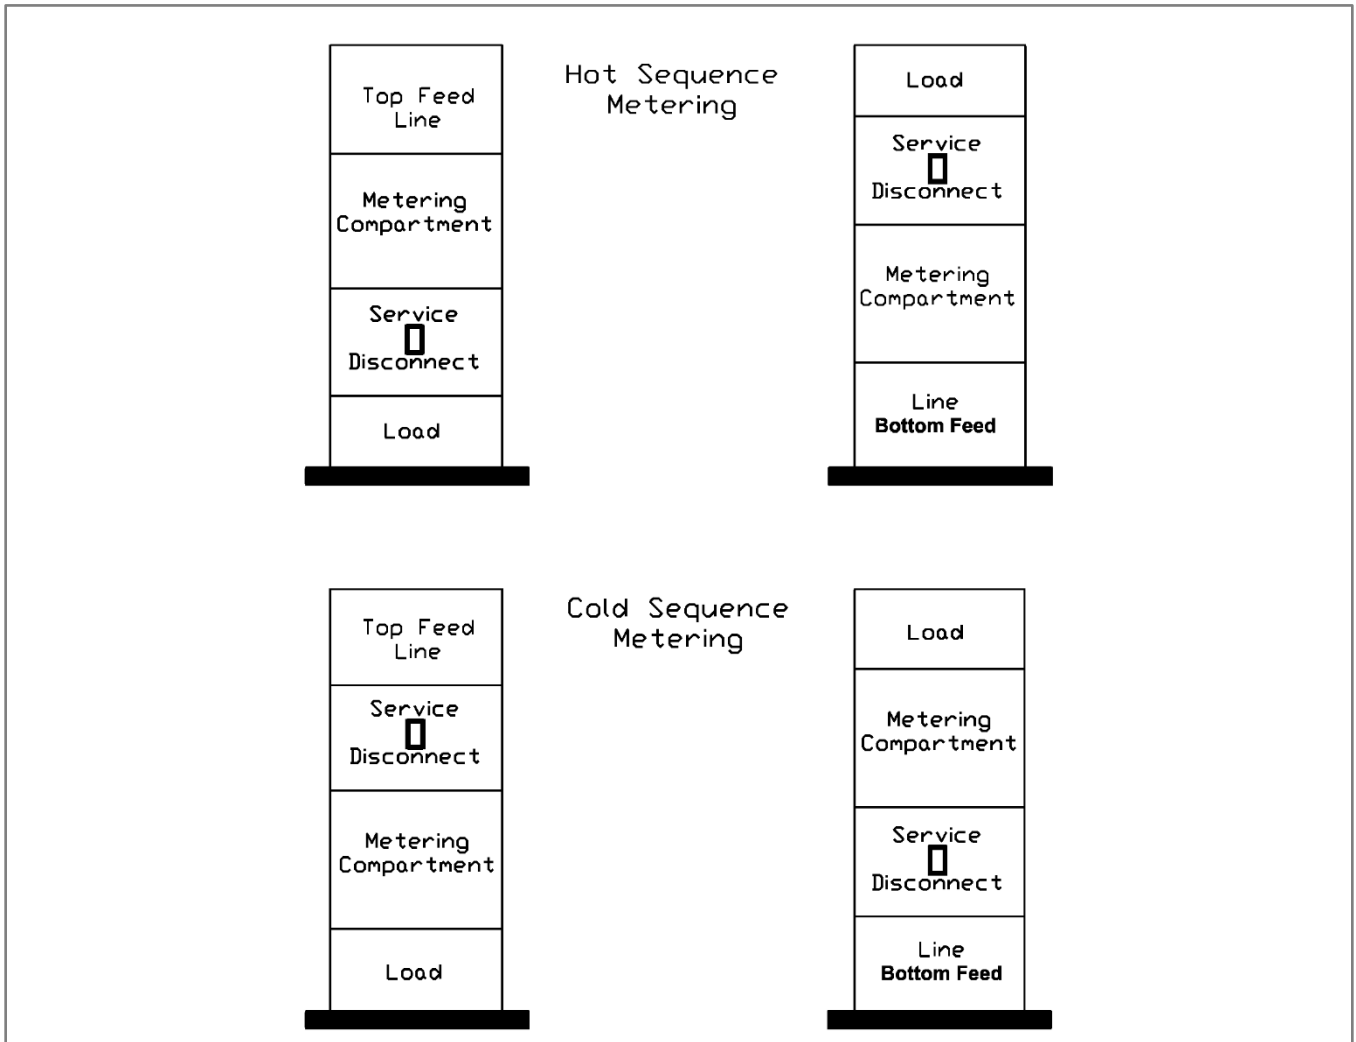 Hot Sequence
Metering
Top Feed
Line
Metering
Compartment
Service
Disconnect
Load
Load
Service
Disconnect
Metering
Compartment
Line
Bottom Feed
Cold Sequence
Metering
Top Feed
Line
Service
Disconnect
Metering
Compartment
Load
Load
Metering
Compartment
Service
Disconnect
Line
Bottom Feed